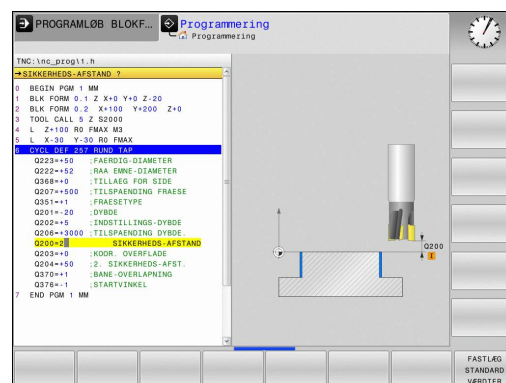 PROGRAMLØB BLOKF...
Programmering
Programmering
TNC:\nc_prog\1.h
→SIKKERHEDS-AFSTAND ?
0 BEGIN PGM 1 MM
1 BLK FORM 0.1 Z X+0 Y+0 Z-20
2 BLK FORM 0.2 X+100 Y+200 Z+0
3 TOOL CALL 5 Z S2000
4 L Z+100 R0 FMAX M3
5 L X-30 Y-30 R0 FMAX
6 CYCL DEF 257 RUND TAP
Q223=+50 ;FAERDIG-DIAMETER
Q222=+52 ;RAA EMNE-DIAMETER
Q368=+0 ;TILLAEG FOR SIDE
Q207=+500 ;TILSPAENDING FRAESE
Q351=+1 ;FRAESETYPE
Q201=-20 ;DYBDE
Q202=+5 ;INDSTILLINGS-DYBDE
Q206=+3000 ;TILSPAENDING DYBDE.
Q200=2 SIKKERHEDS-AFSTAND
Q203=+0 ;KOOR. OVERFLADE
Q204=+50 ;2. SIKKERHEDS-AFST.
Q370=+1 ;BANE-OVERLAPNING
Q376=-1 ;STARTVINKEL
7 END PGM 1 MM
Q200
I
FASTLÆG
STANDARD
VÆRDIER